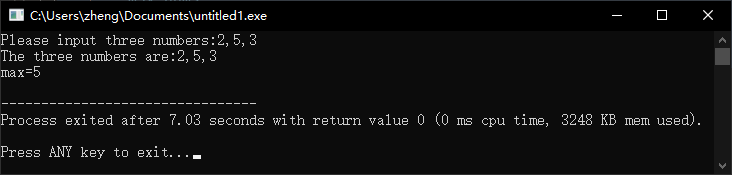 C:\Users\zheng\Documents\untitled1.exe
Please input three numbers:2,5,3
The three numbers are:2,5,3
max=5
--------------------------------
Process exited after 7.03 seconds with return value 0 (0 ms cpu time, 3248 KB mem used).
Press ANY key to exit...